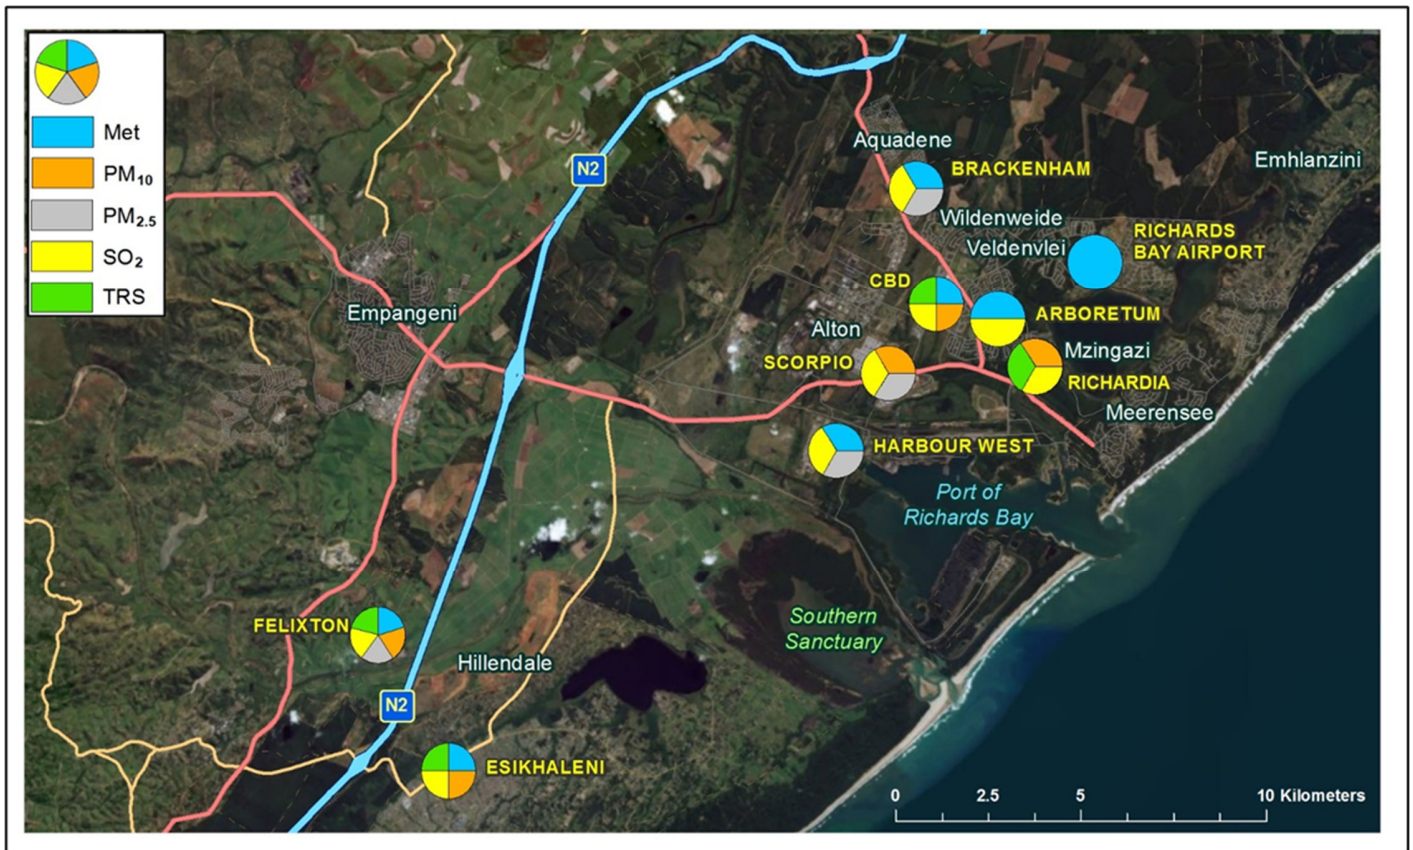 Met
PM10
PM2.5
SO2
TRS
N2
Aquadene
BRACKENHAM
Emhlanzini
Wildenweide
Veldenvlei
RICHARDS
BAY AIRPORT
CBD
Empangeni
Alton
ARBORETUM
SCORPIO
Mzingazi
RICHARDIA
Meerensee
HARBOUR WEST
Port of
Richards Bay
FELIXTON
Southern
Sanctuary
Hillendale
N2
ESIKHALENI
0 2.5 5 10 Kilometers